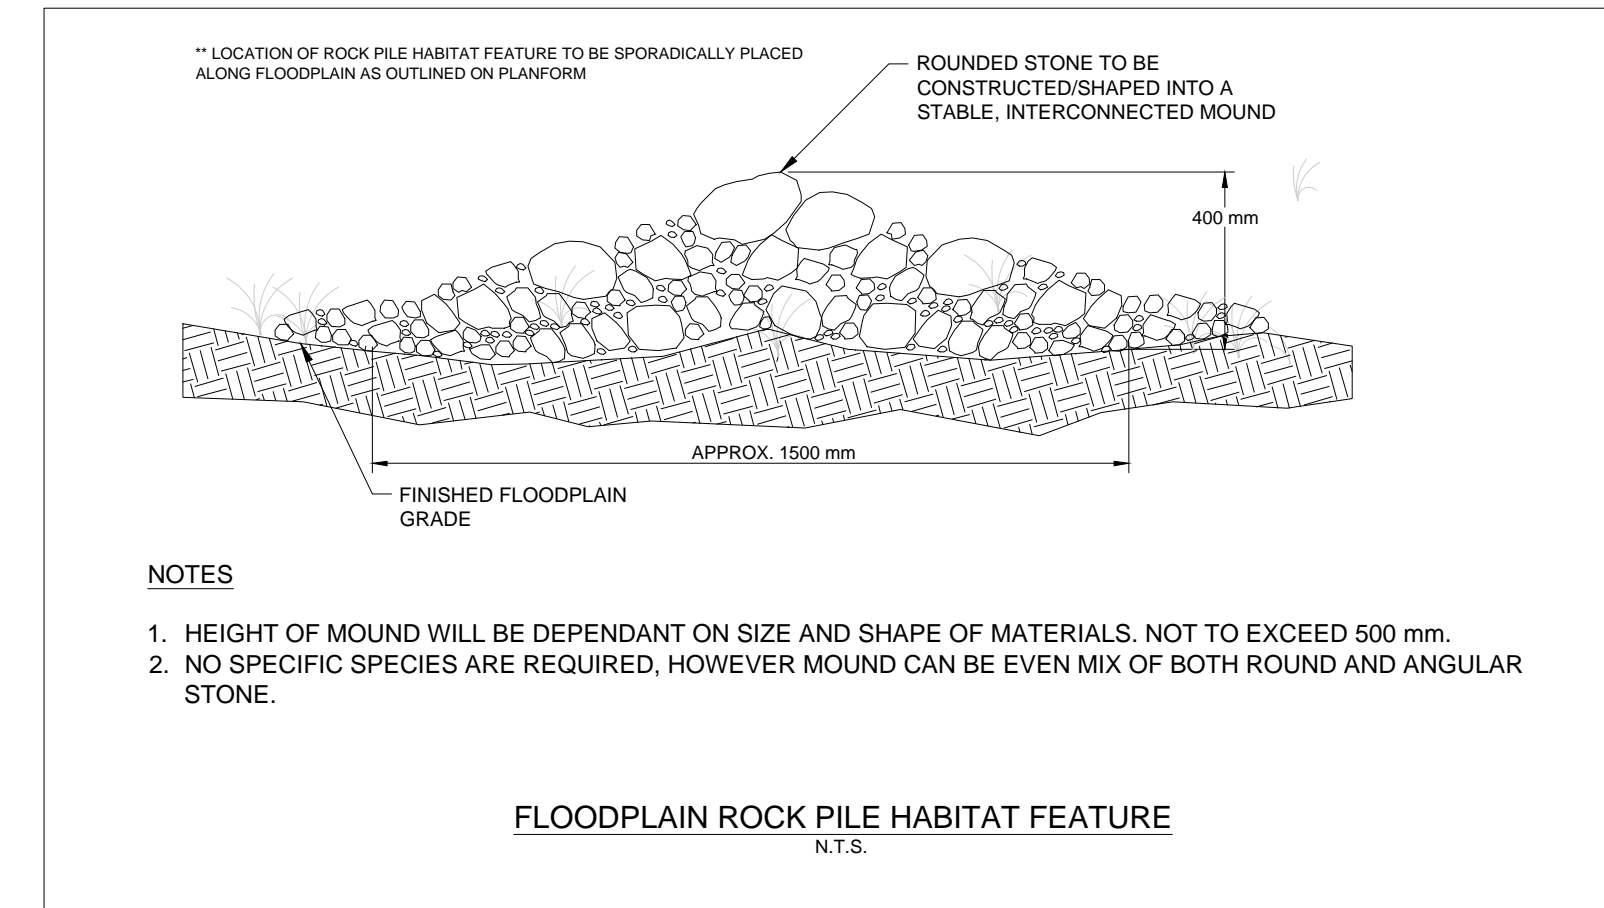 ** LOCATION OF ROCK PILE HABITAT FEATURE TO BE SPORADICALLY PLACED
ALONG FLOODPLAIN AS OUTLINED ON PLANFORM
ROUNDED STONE TO BE
CONSTRUCTED/SHAPED INTO A
STABLE, INTERCONNECTED MOUND
400 mm
APPROX. 1500 mm
FINISHED FLOODPLAIN
GRADE
NOTES
1. HEIGHT OF MOUND WILL BE DEPENDANT ON SIZE AND SHAPE OF MATERIALS. NOT TO EXCEED 500 mm.
2. NO SPECIFIC SPECIES ARE REQUIRED, HOWEVER MOUND CAN BE EVEN MIX OF BOTH ROUND AND ANGULAR
STONE.
FLOODPLAIN ROCK PILE HABITAT FEATURE
N.T.S.